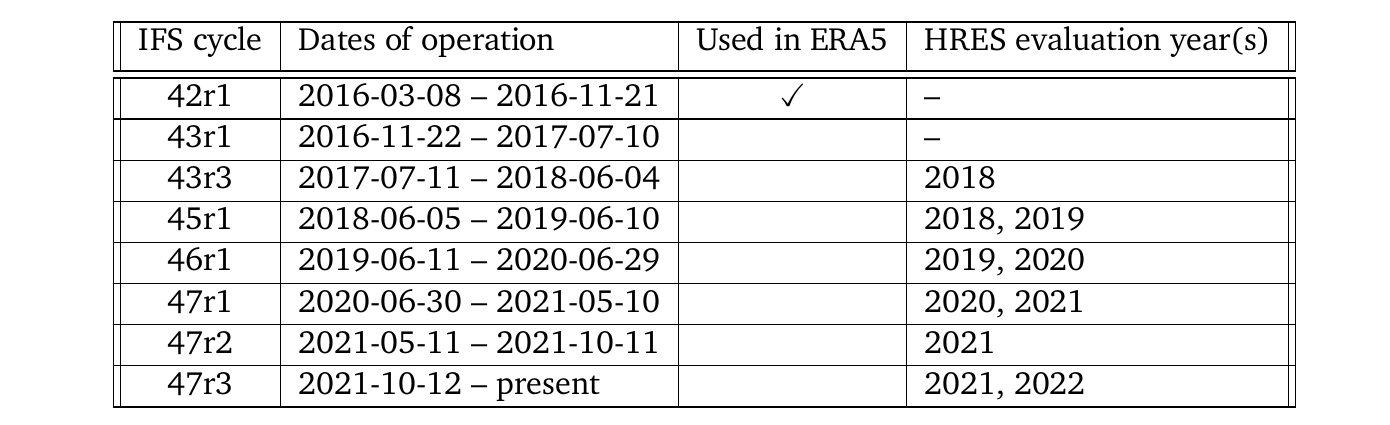 IFS cycle Dates of operation Used in ERA5 HRES evaluation year(s)
42r1 2016-03-08 – 2016-11-21 ✓ –
43r1 2016-11-22 – 2017-07-10 –
43r3 2017-07-11 – 2018-06-04 2018
45r1 2018-06-05 – 2019-06-10 2018, 2019
46r1 2019-06-11 – 2020-06-29 2019, 2020
47r1 2020-06-30 – 2021-05-10 2020, 2021
47r2 2021-05-11 – 2021-10-11 2021
47r3 2021-10-12 – present 2021, 2022